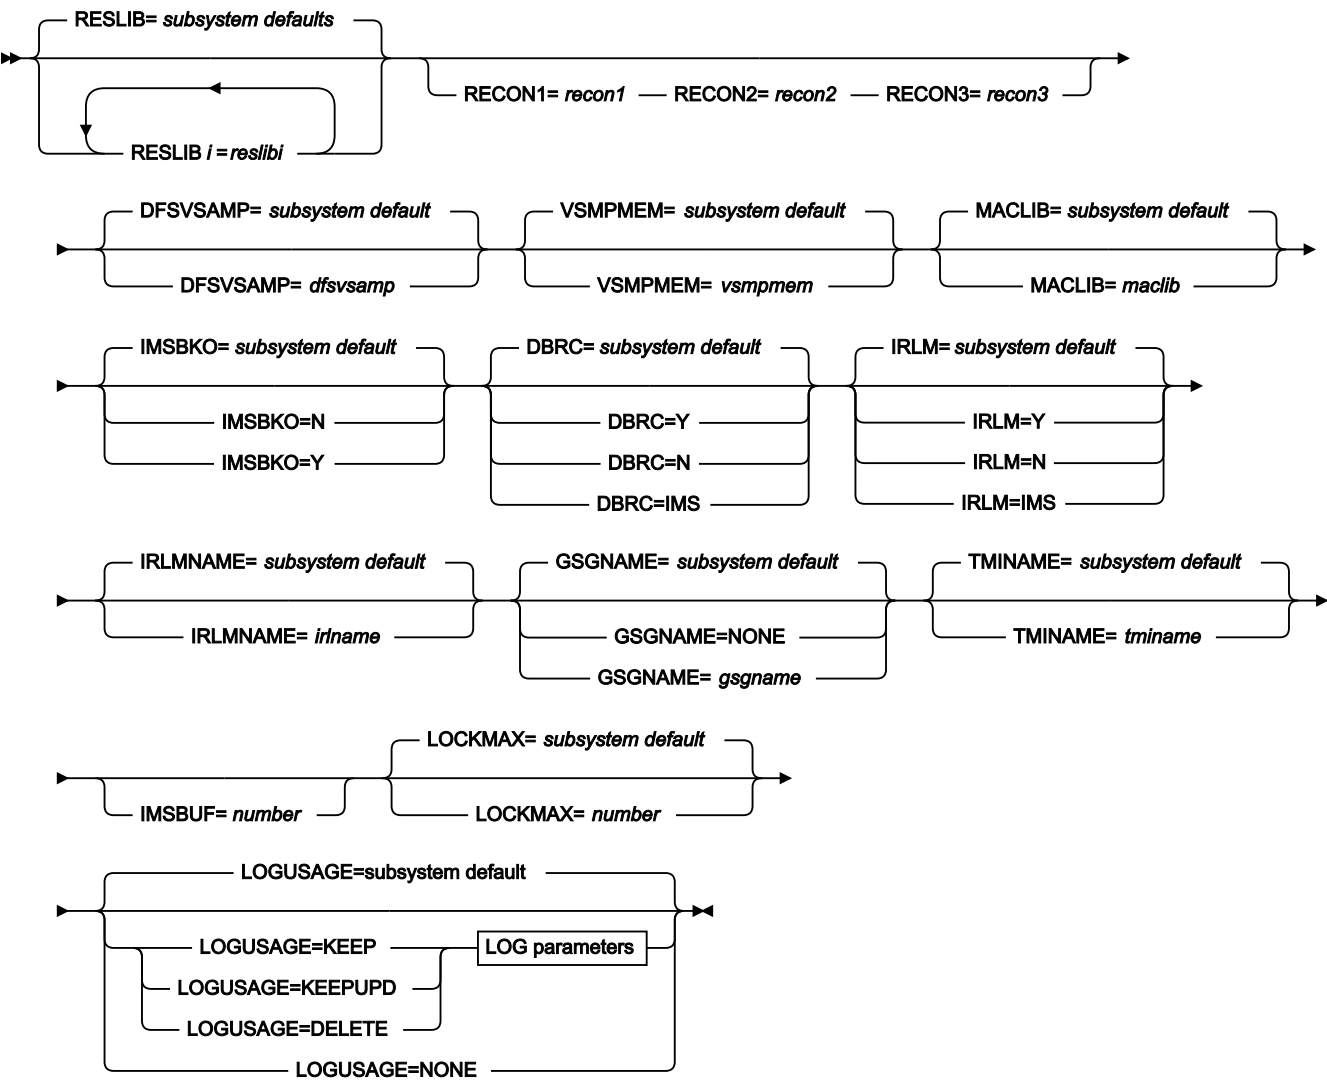 RESLIB= subsystem defaults
RECON1= recon1 RECON2= recon2 RECON3= recon3
RESLIB i =reslibi
DFSVSAMP= subsystem default VSMPMEM= subsystem default MACLIB= subsystem default
DFSVSAMP= dfsvsamp VSMPMEM= vsmpmem MACLIB= maclib
IMSBKO= subsystem default DBRC= subsystem default IRLM= subsystem default
IMSBKO=N DBRC=Y IRLM=Y
IMSBKO=Y DBRC=N IRLM=N
DBRC=IMS IRLM=IMS
IRLMNAME= subsystem default GSGNAME= subsystem default TMINAME= subsystem default
IRLMNAME= irlname GSGNAME=NONE TMINAME= tminame
GSGNAME= gsgname
LOCKMAX= subsystem default
IMSBUF= number LOCKMAX= number
LOGUSAGE=subsystem default
LOGUSAGE=KEEP LOG parameters
LOGUSAGE=KEEPUPD
LOGUSAGE=DELETE
LOGUSAGE=NONE